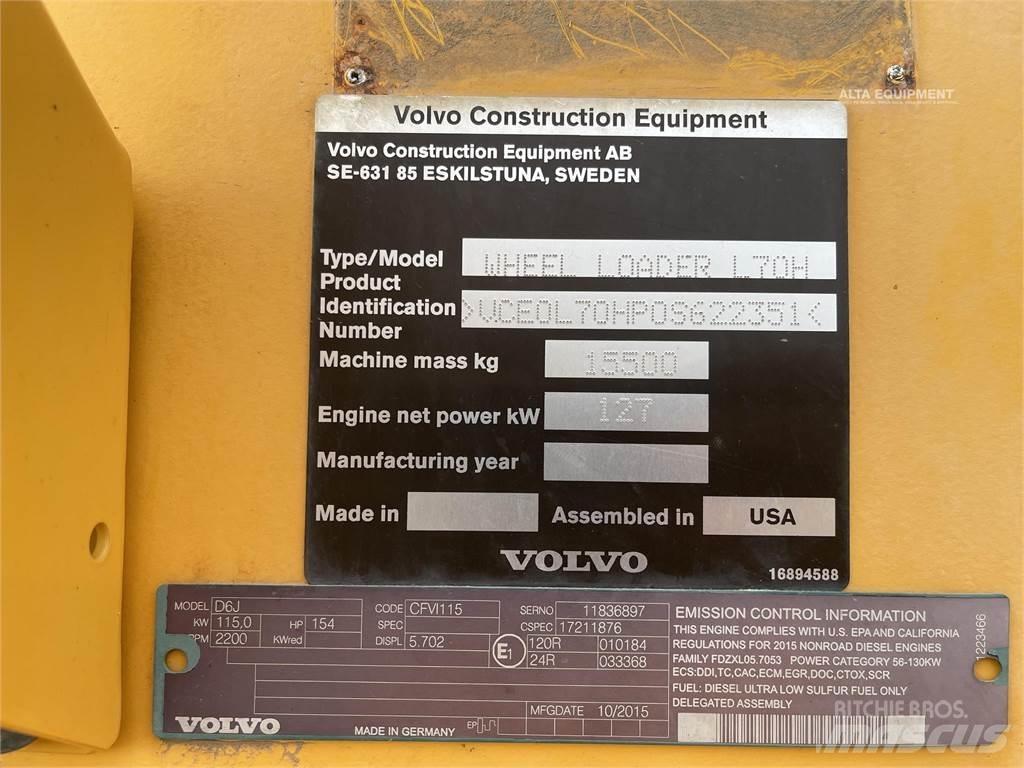 ALTA EQUIPMENT
Volvo Construction Equipment
Volvo Construction Equipment AB
SE-631 85 ESKILSTUNA, SWEDEN
Type/Model WHEEL LOADER L70H
Product
Identification >VCE0L70HP0S622351<
Number
Machine mass kg 15500
Engine net power kW 127
Manufacturing year
Made in Assembled in USA
VOLVO
16894588
MODEL D6J CODE CFVI115 SERNO 11836897
KW 115,0 HP 154 SPEC CSPEC 17211876
RPM 2200 KWred DISPL 5.702 E1 120R 010184
24R 033368
MFGDATE 10/2015
VOLVO MADE IN GERMANY EP
EMISSION CONTROL INFORMATION
THIS ENGINE COMPLIES WITH U.S. EPA AND CALIFORNIA
REGULATIONS FOR 2015 NONROAD DIESEL ENGINES
FAMILY FDZXL05.7053 POWER CATEGORY 56-130KW
ECS:DDI,TC,CAC,ECM,EGR,DOC,CTOX,SCR
FUEL: DIESEL ULTRA LOW SULFUR FUEL ONLY
DELEGATED ASSEMBLY
1223466
RITCHIE BROS.
mascus